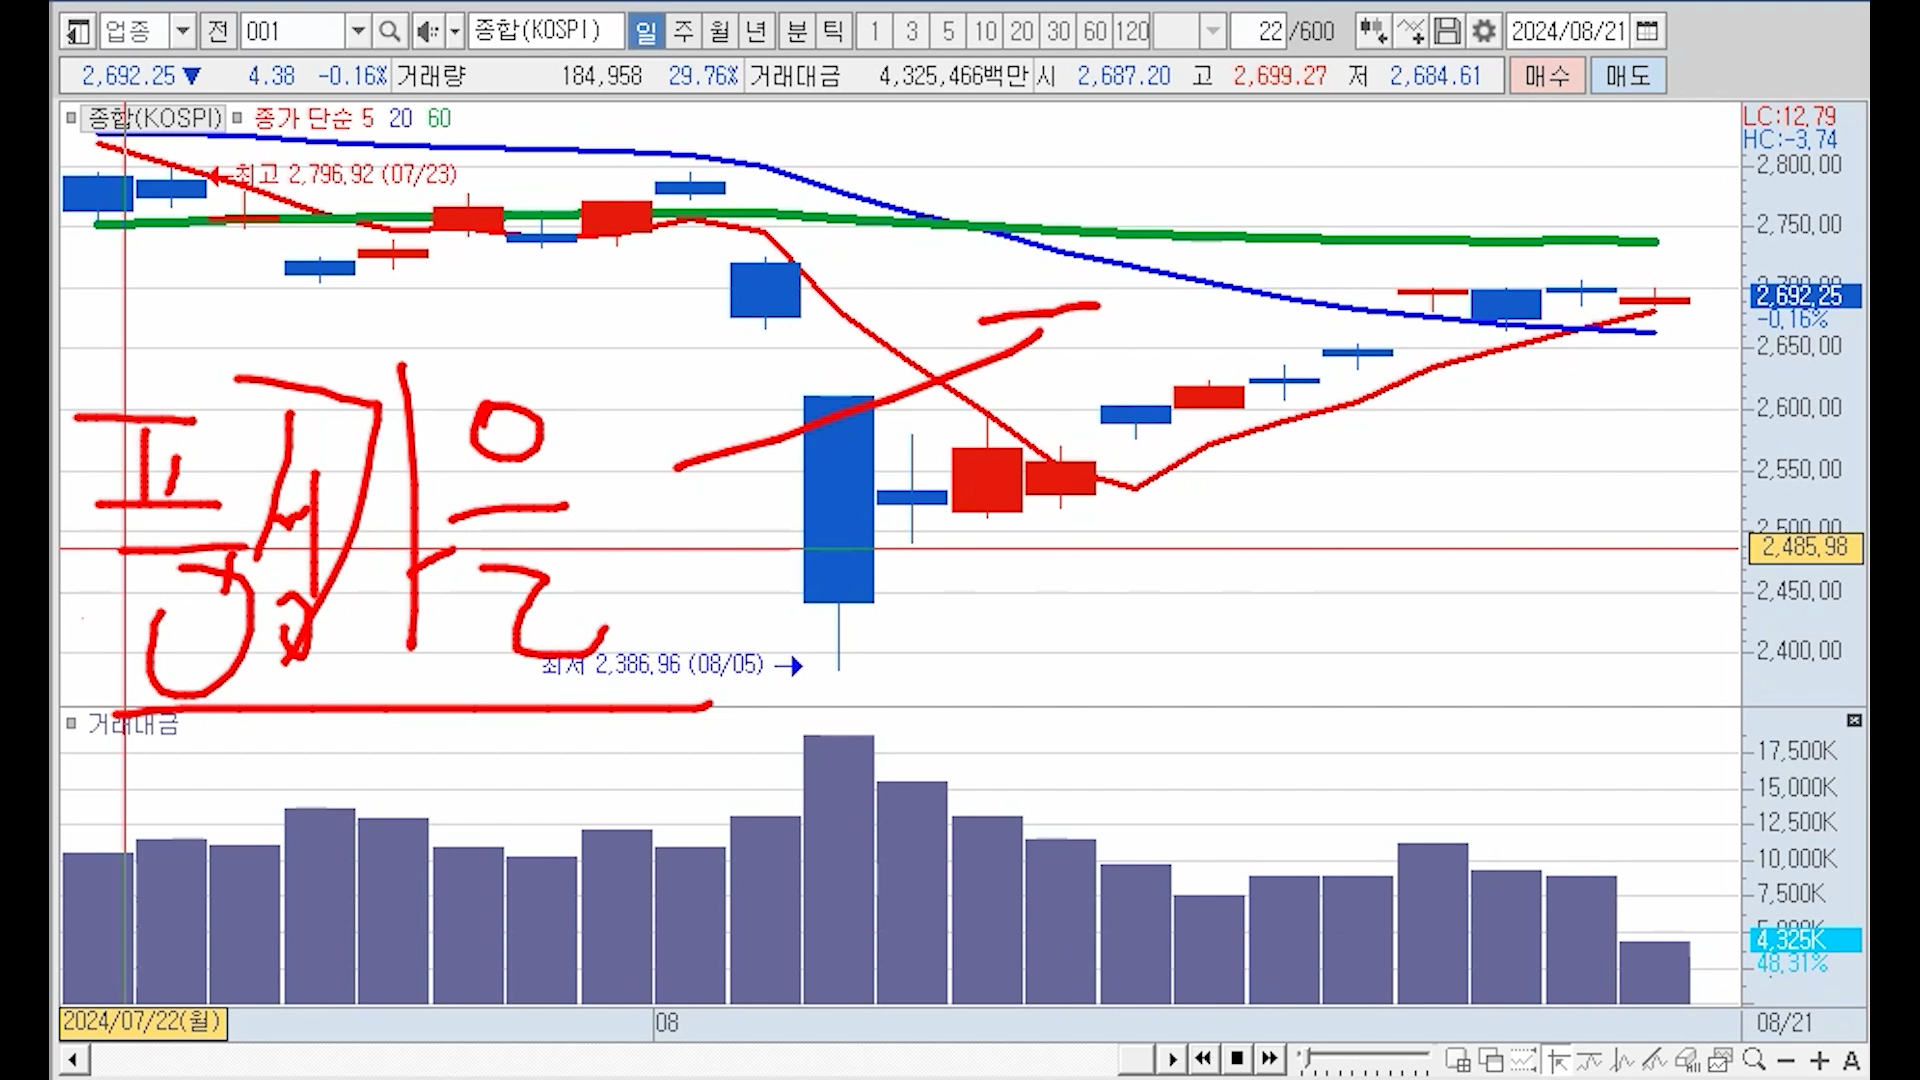 업종 전 001 종합(KOSPI) 일 주 월 년 분 틱 1 3 5 10 20 30 60 120 22 /600 2024/08/21
2,692.25 ▼ 4.38 -0.16% 거래량 184,958 29.76% 거래대금 4,325,466백만 시 2,687.20 고 2,699.27 저 2,684.61 매수 매도
종합(KOSPI) 종가 단순 5 20 60
LC:12.79
HC:-3.74
최고 2,796.92 (07/23)
2,800.00
2,750.00
2,692.25
-0.16%
2,650.00
2,600.00
2,550.00
2,500.00
2,485.98
2,450.00
2,400.00
최저 2,386.96 (08/05)
거래대금
17,500K
15,000K
12,500K
10,000K
7,500K
4,325K
48.31%
2024/07/22(월) 08 08/21
A